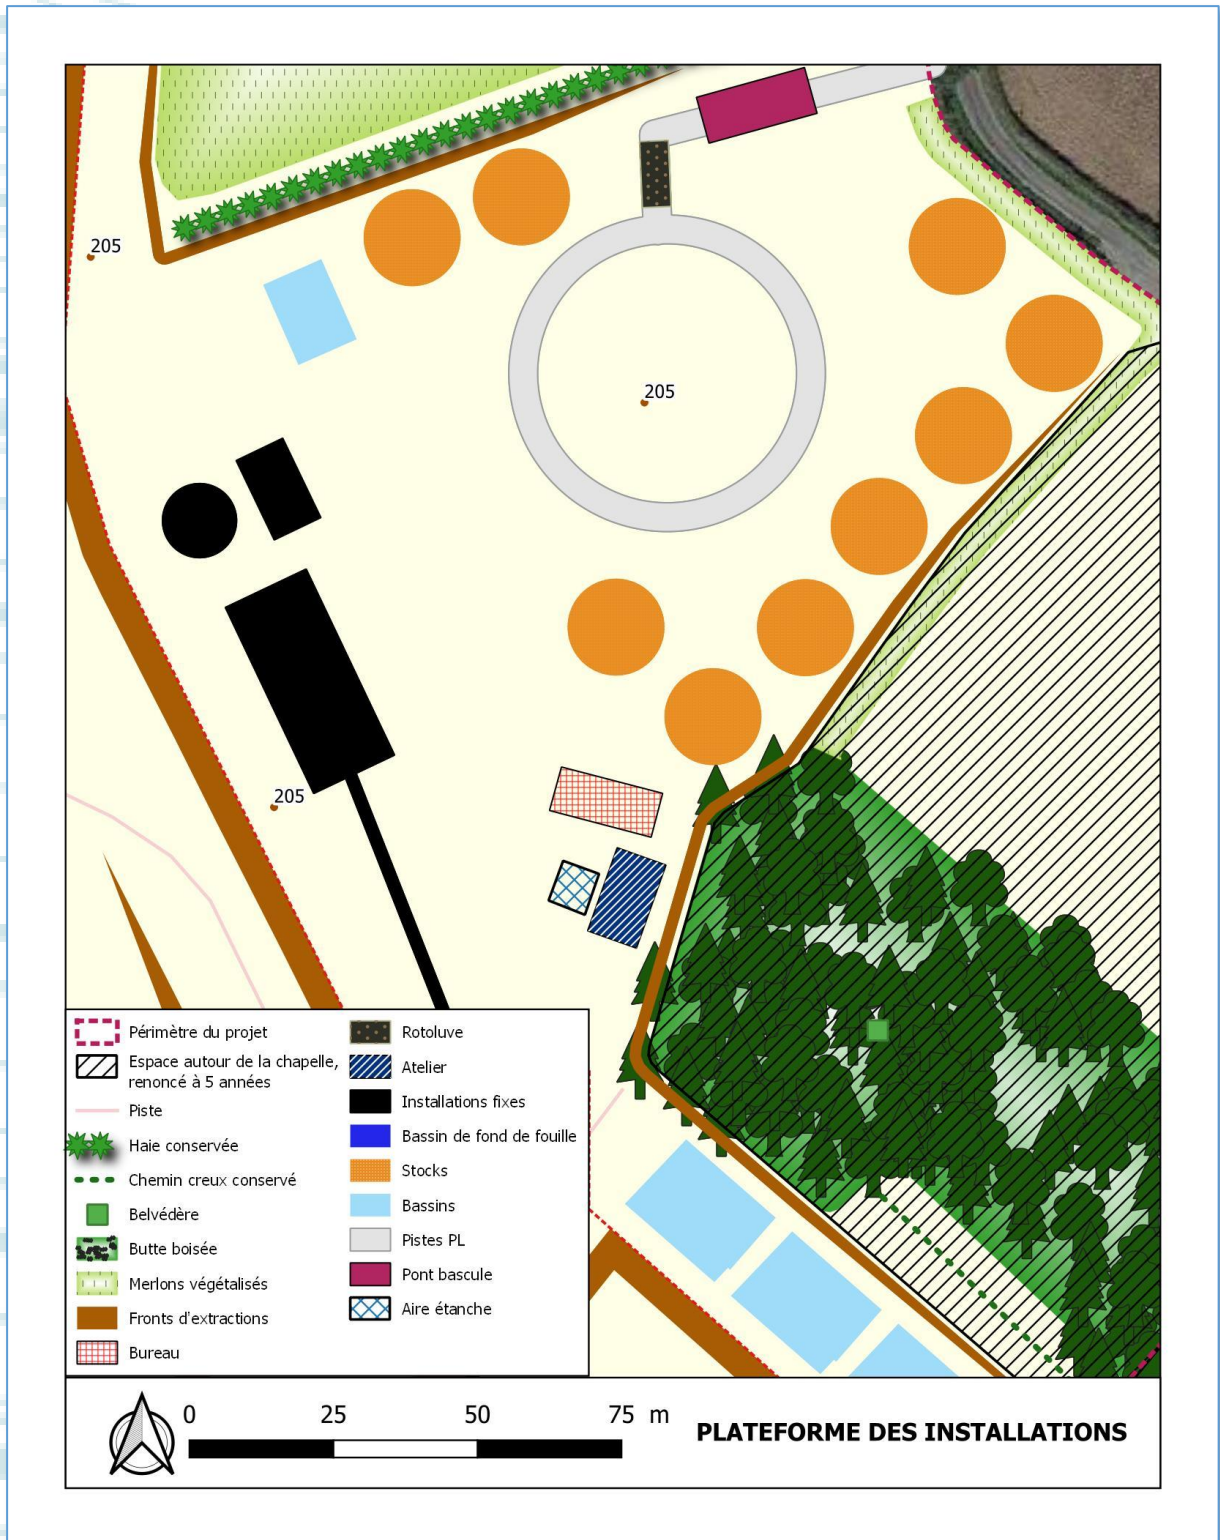 205
205
205
Périmètre du projet
Espace autour de la chapelle,
renoncé à 5 années
Piste
Haie conservée
Chemin creux conservé
Belvédère
Butte boisée
Merlons végétalisés
Fronts d'extractions
Bureau
Rotoluve
Atelier
Installations fixes
Bassin de fond de fouille
Stocks
Bassins
Pistes PL
Pont bascule
Aire étanche
0 25 50 75 m
PLATEFORME DES INSTALLATIONS